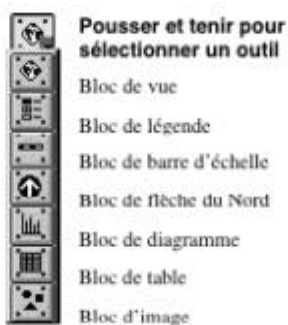 Pousser et tenir pour
sélectionner un outil
Bloc de vue
Bloc de légende
Bloc de barre d'échelle
Bloc de flèche du Nord
Bloc de diagramme
Bloc de table
Bloc d'image